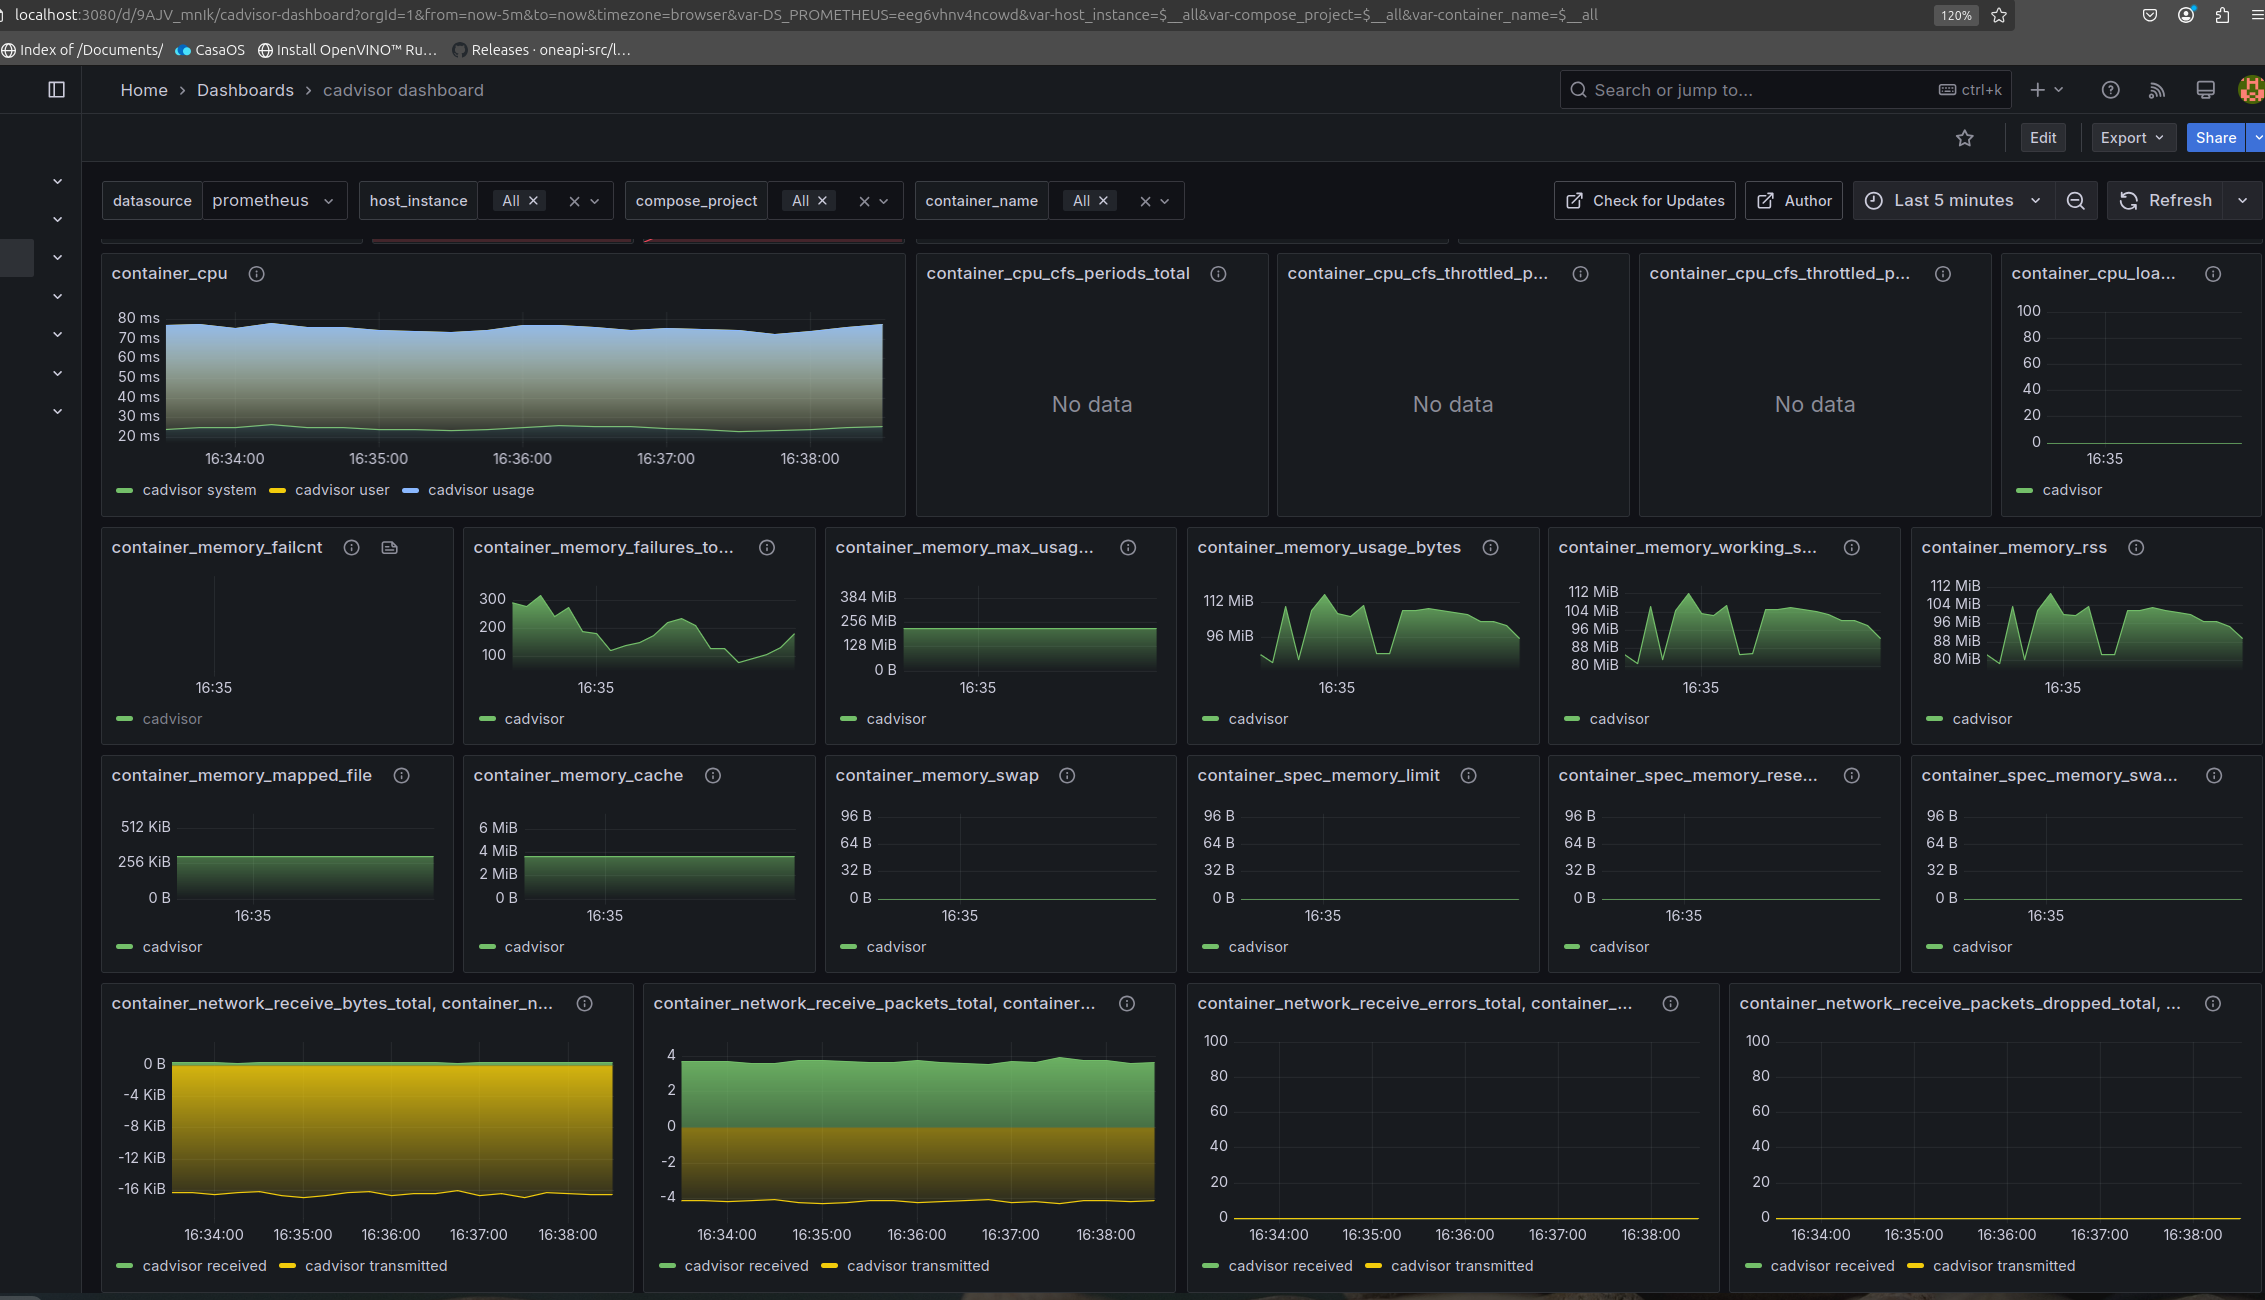 localhost:3080/d/9AJV_mnIk/cadvisor-dashboard?orgId=1&from=now-5m&to=now&timezone=browser&var-DS_PROMETHEUS=eeg6vhnv4ncowd&var-host_instance=$__all&var-compose_project=$__all&var-container_name=$__all 120%
Index of /Documents/ CasaOS Install OpenVINO™ Ru... Releases · oneapi-src/l...
Home › Dashboards › cadvisor dashboard Search or jump to... ctrl+k
Edit Export Share
datasource prometheus host_instance All compose_project All container_name All Check for Updates Author Last 5 minutes Refresh
container_cpu
80 ms
70 ms
60 ms
50 ms
40 ms
30 ms
20 ms
16:34:00 16:35:00 16:36:00 16:37:00 16:38:00
cadvisor system cadvisor user cadvisor usage
container_cpu_cfs_periods_total
No data
container_cpu_cfs_throttled_p...
No data
container_cpu_cfs_throttled_p...
No data
container_cpu_loa...
100
80
60
40
20
0
16:35
cadvisor
container_memory_failcnt
16:35
cadvisor
container_memory_failures_to...
300
200
100
16:35
cadvisor
container_memory_max_usag...
384 MiB
256 MiB
128 MiB
0 B
16:35
cadvisor
container_memory_usage_bytes
112 MiB
96 MiB
16:35
cadvisor
container_memory_working_s...
112 MiB
104 MiB
96 MiB
88 MiB
80 MiB
16:35
cadvisor
container_memory_rss
112 MiB
104 MiB
96 MiB
88 MiB
80 MiB
16:35
cadvisor
container_memory_mapped_file
512 KiB
256 KiB
0 B
16:35
cadvisor
container_memory_cache
6 MiB
4 MiB
2 MiB
0 B
16:35
cadvisor
container_memory_swap
96 B
64 B
32 B
0 B
16:35
cadvisor
container_spec_memory_limit
96 B
64 B
32 B
0 B
16:35
cadvisor
container_spec_memory_rese...
96 B
64 B
32 B
0 B
16:35
cadvisor
container_spec_memory_swa...
96 B
64 B
32 B
0 B
16:35
cadvisor
container_network_receive_bytes_total, container_n...
0 B
-4 KiB
-8 KiB
-12 KiB
-16 KiB
16:34:00 16:35:00 16:36:00 16:37:00 16:38:00
cadvisor received cadvisor transmitted
container_network_receive_packets_total, container...
4
2
0
-2
-4
16:34:00 16:35:00 16:36:00 16:37:00 16:38:00
cadvisor received cadvisor transmitted
container_network_receive_errors_total, container_...
100
80
60
40
20
0
16:34:00 16:35:00 16:36:00 16:37:00 16:38:00
cadvisor received cadvisor transmitted
container_network_receive_packets_dropped_total, ...
100
80
60
40
20
0
16:34:00 16:35:00 16:36:00 16:37:00 16:38:00
cadvisor received cadvisor transmitted